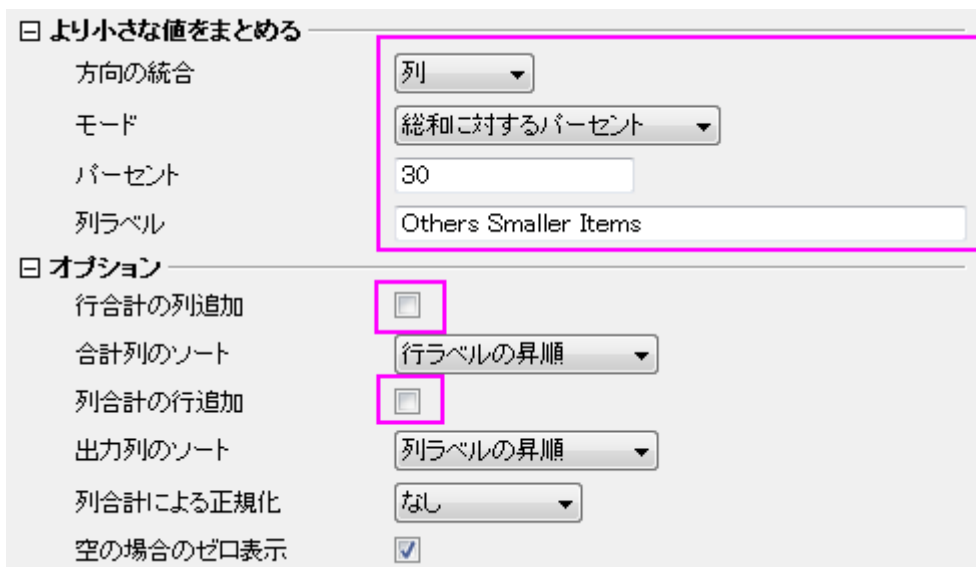 より小さな値をまとめる
方向の統合 列
モード 総和に対するパーセント
パーセント 30
列ラベル Others Smaller Items
オプション
行合計の列追加
合計列のソート 行ラベルの昇順
列合計の行追加
出力列のソート 列ラベルの昇順
列合計による正規化 なし
空の場合のゼロ表示